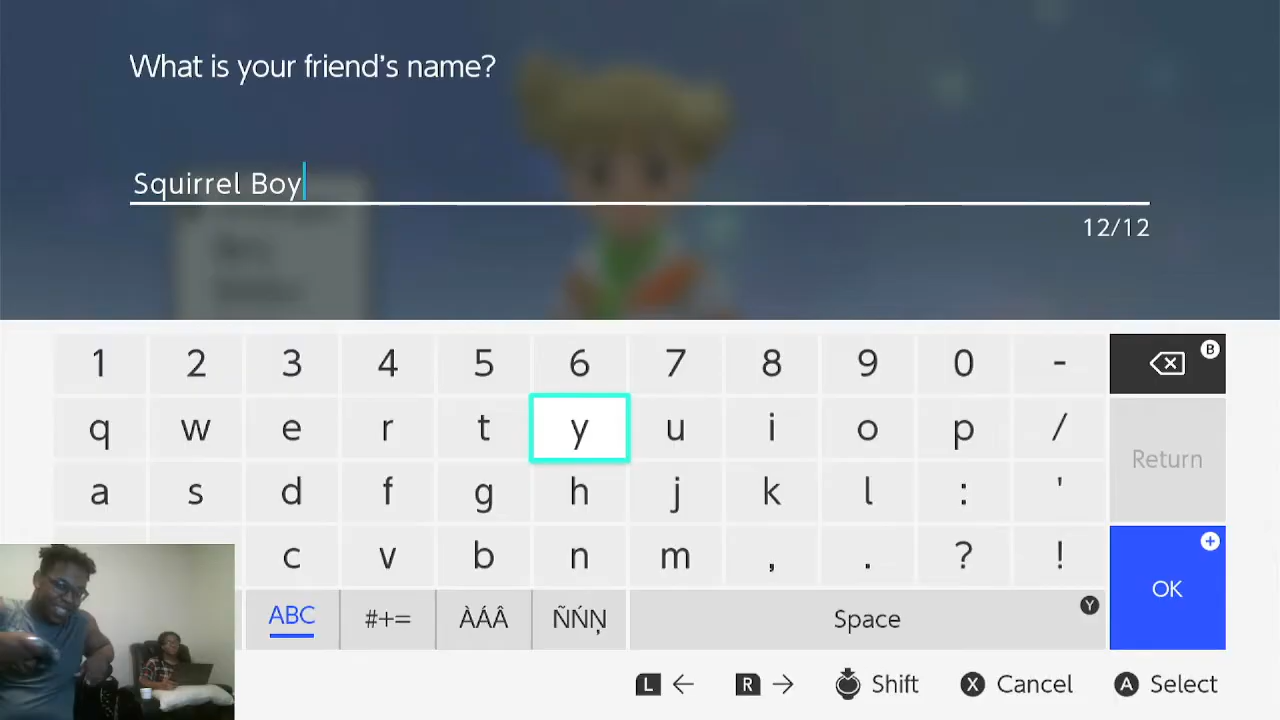 What is your friend's name?
Squirrel Boy
12/12
1 2 3 4 5 6 7 8 9 0 - B
q w e r t y u i o p /
Return
a s d f g h j k l : '
c v b n m , . ? ! +
OK
ABC #+= ÀÁÂ ÑŃŅ Space Y
L ← R → Shift X Cancel A Select